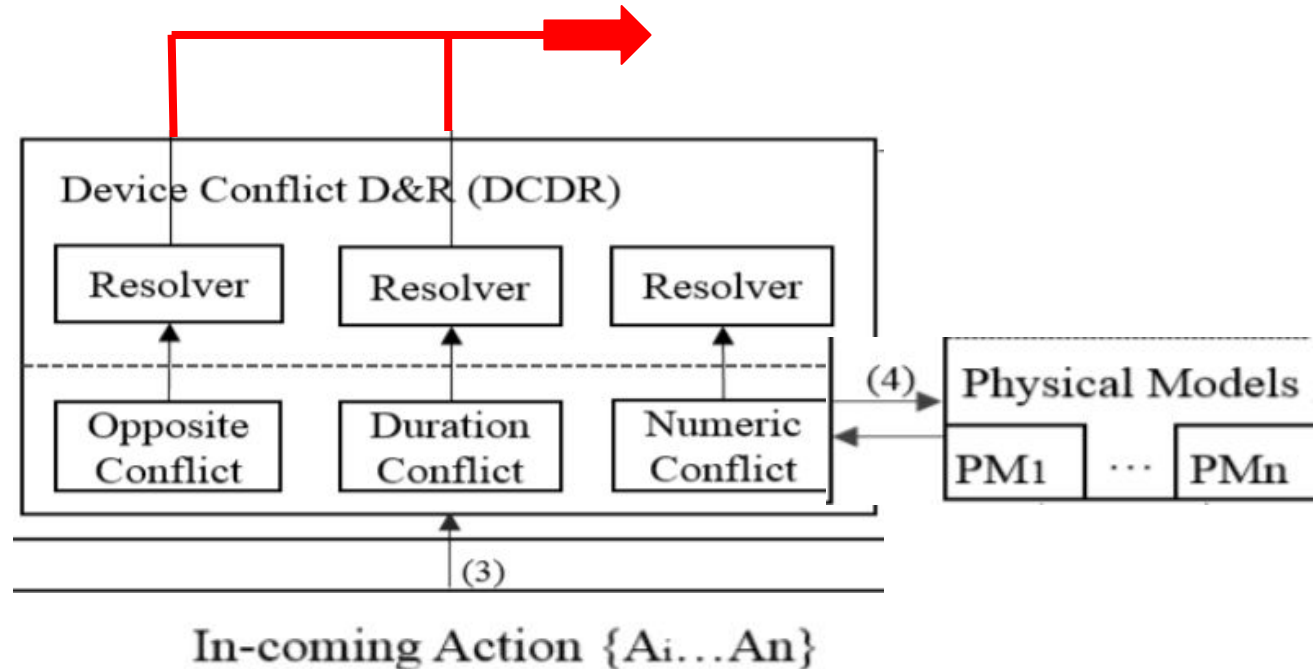 Device Conflict D&R (DCDR)
Resolver
Resolver
Resolver
Opposite
Conflict
Duration
Conflict
Numeric
Conflict
(4)
Physical Models
PM1
...
PMn
(3)
In-coming Action {Ai...An}